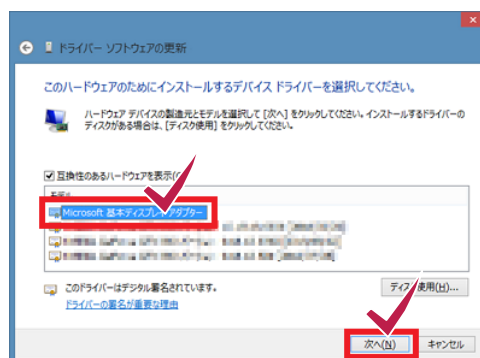 ドライバー ソフトウェアの更新
このハードウェアのためにインストールするデバイス ドライバーを選択してください。
ハードウェア デバイスの製造元とモデルを選択して [次へ] をクリックしてください。インストールするドライバーの
ディスクがある場合は、[ディスク使用] をクリックしてください。
互換性のあるハードウェアを表示(
モデル
Microsoft 基本ディスプレイ アダプター
このドライバーはデジタル署名されています。
ドライバーの署名が重要な理由
ディスク使用(H)...
次へ(N)
キャンセル